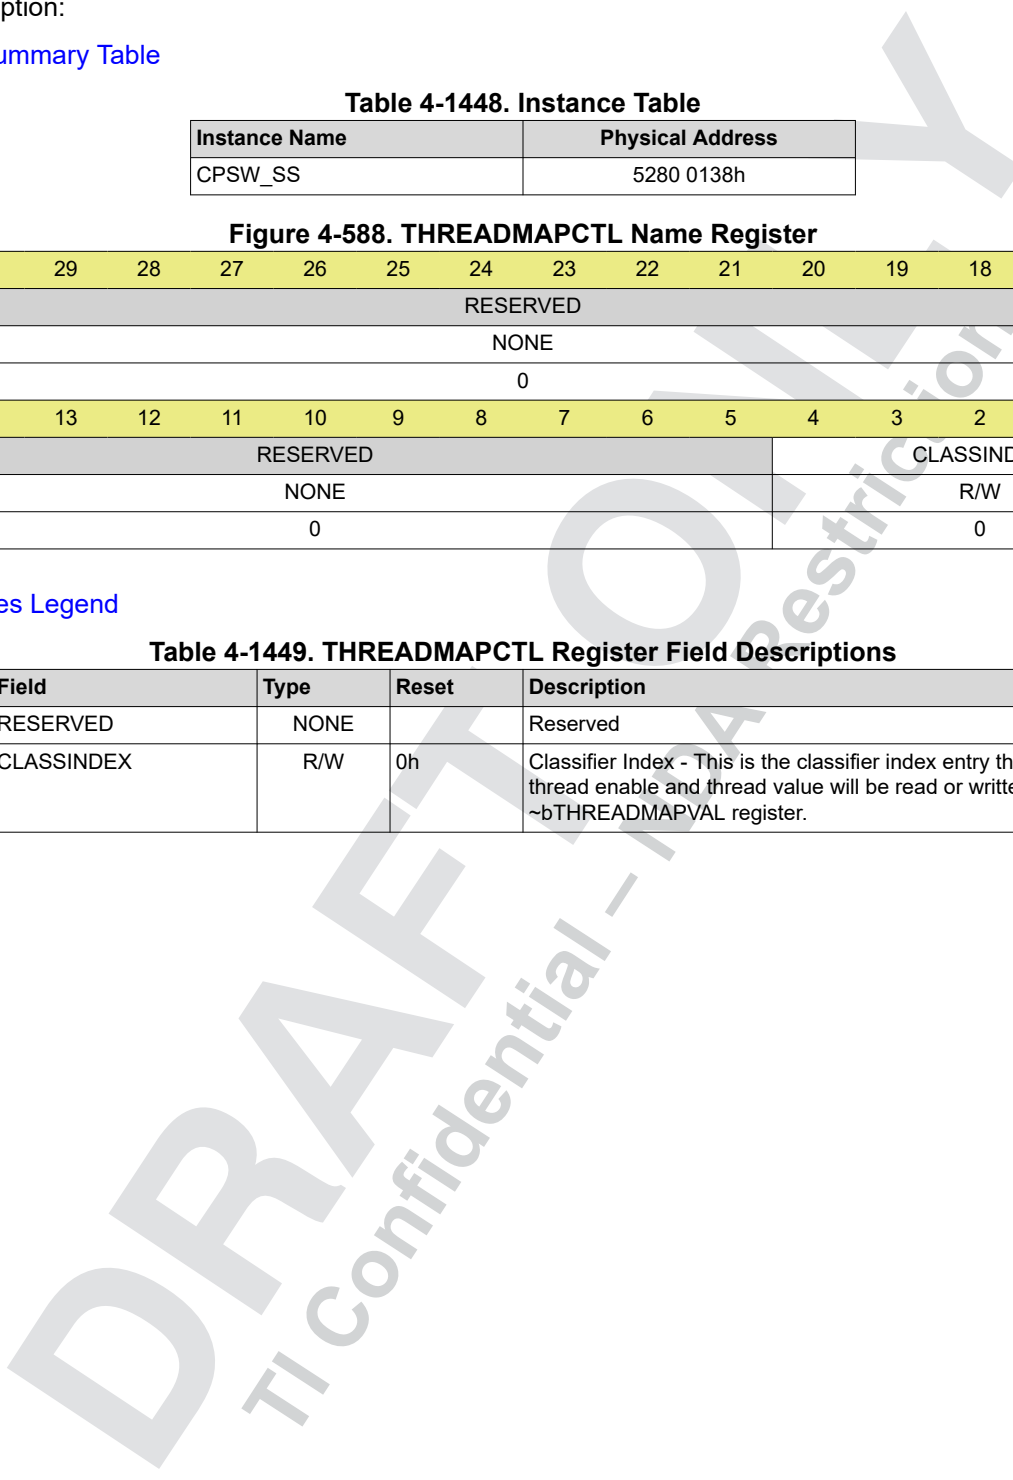 ption:
ummary Table
Table 4-1448. Instance Table
Instance Name Physical Address
CPSW_SS 5280 0138h
Figure 4-588. THREADMAPCTL Name Register
29 28 27 26 25 24 23 22 21 20 19 18
RESERVED
NONE
0
13 12 11 10 9 8 7 6 5 4 3 2
RESERVED CLASSIND
NONE R/W
0 0
es Legend
Table 4-1449. THREADMAPCTL Register Field Descriptions
Field Type Reset Description
RESERVED NONE Reserved
CLASSINDEX R/W 0h Classifier Index - This is the classifier index entry th
thread enable and thread value will be read or writte
~bTHREADMAPVAL register.
DRAFT ONLY
TI Confidential – NDA Restriction